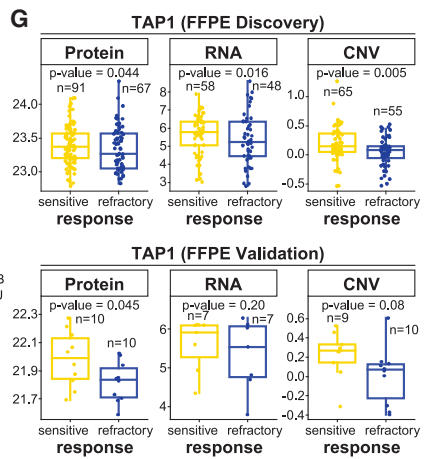 G
TAP1 (FFPE Discovery)
Protein RNA CNV
p-value = 0.044 p-value = 0.016 p-value = 0.005
n=91 n=67 n=58 n=48 n=65 n=55
24.0 23.5 23.0
8 7 6 5 4 3
1.0 0.5 0.0 -0.5
sensitive refractory sensitive refractory sensitive refractory
response response response
TAP1 (FFPE Validation)
Protein RNA CNV
p-value = 0.045 p-value = 0.20 p-value = 0.08
n=10 n=10 n=7 n=7 n=9 n=10
22.3 22.1 21.9 21.7
6 5 4
0.6 0.4 0.2 0.0 -0.2 -0.4
sensitive refractory sensitive refractory sensitive refractory
response response response